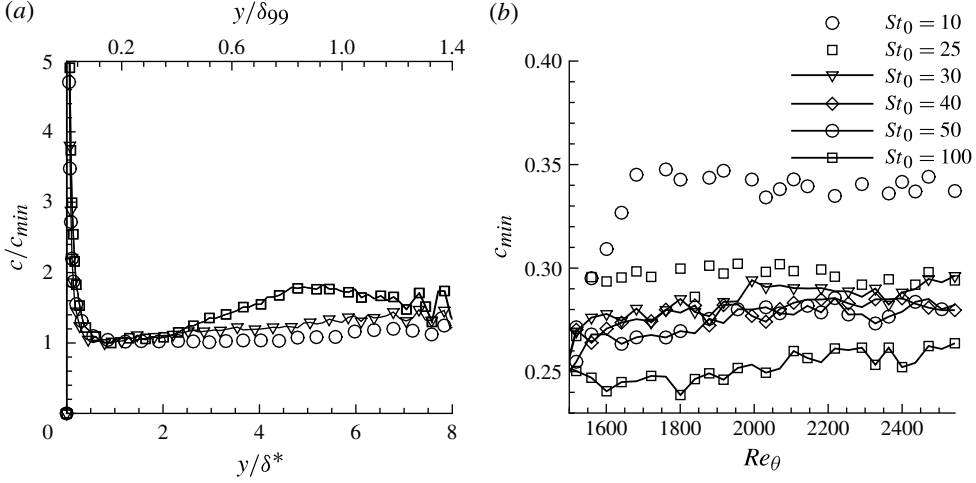 (a)
y/δ99
0.2 0.6 1.0 1.4
5
4
3
2
1
0
c/cmin
2 4 6 8
y/δ*
(b)
St0 = 10
St0 = 25
St0 = 30
St0 = 40
St0 = 50
St0 = 100
0.40
0.35
0.30
0.25
cmin
1600 1800 2000 2200 2400
Reθ